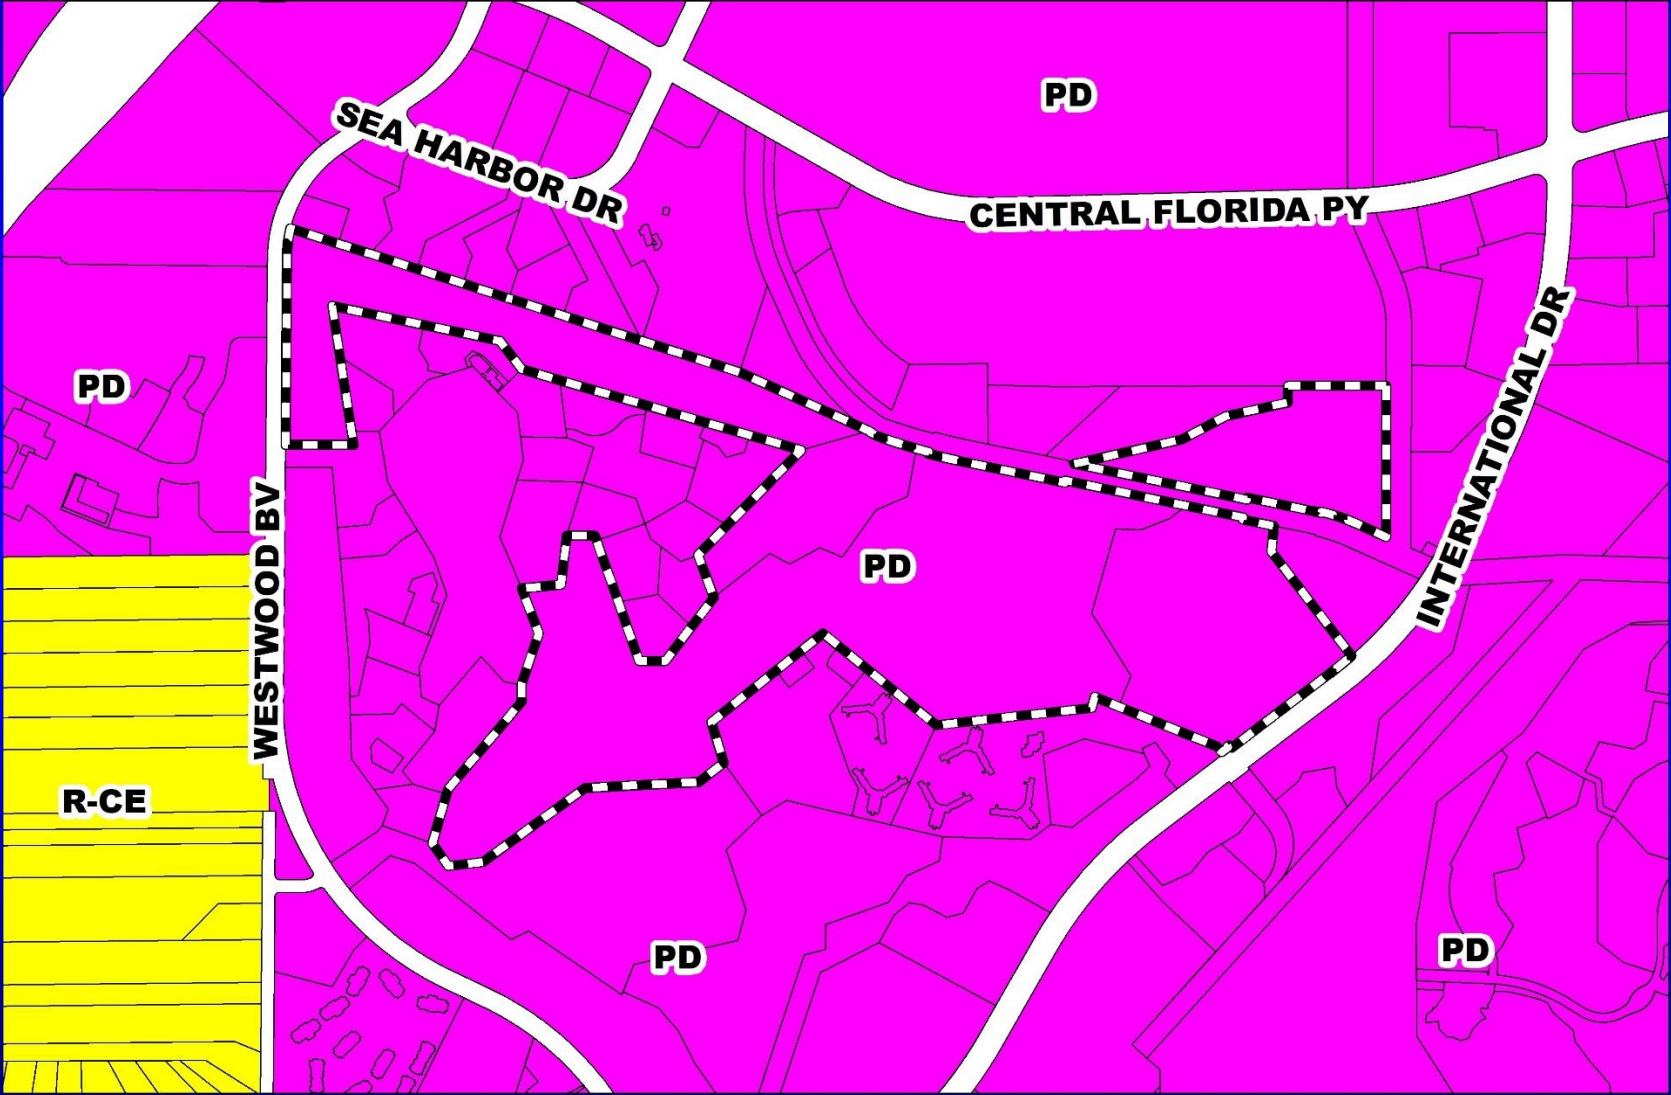 PD
SEA HARBOR DR
CENTRAL FLORIDA PY
PD
INTERNATIONAL DR
WESTWOOD BV
PD
R-CE
PD
PD